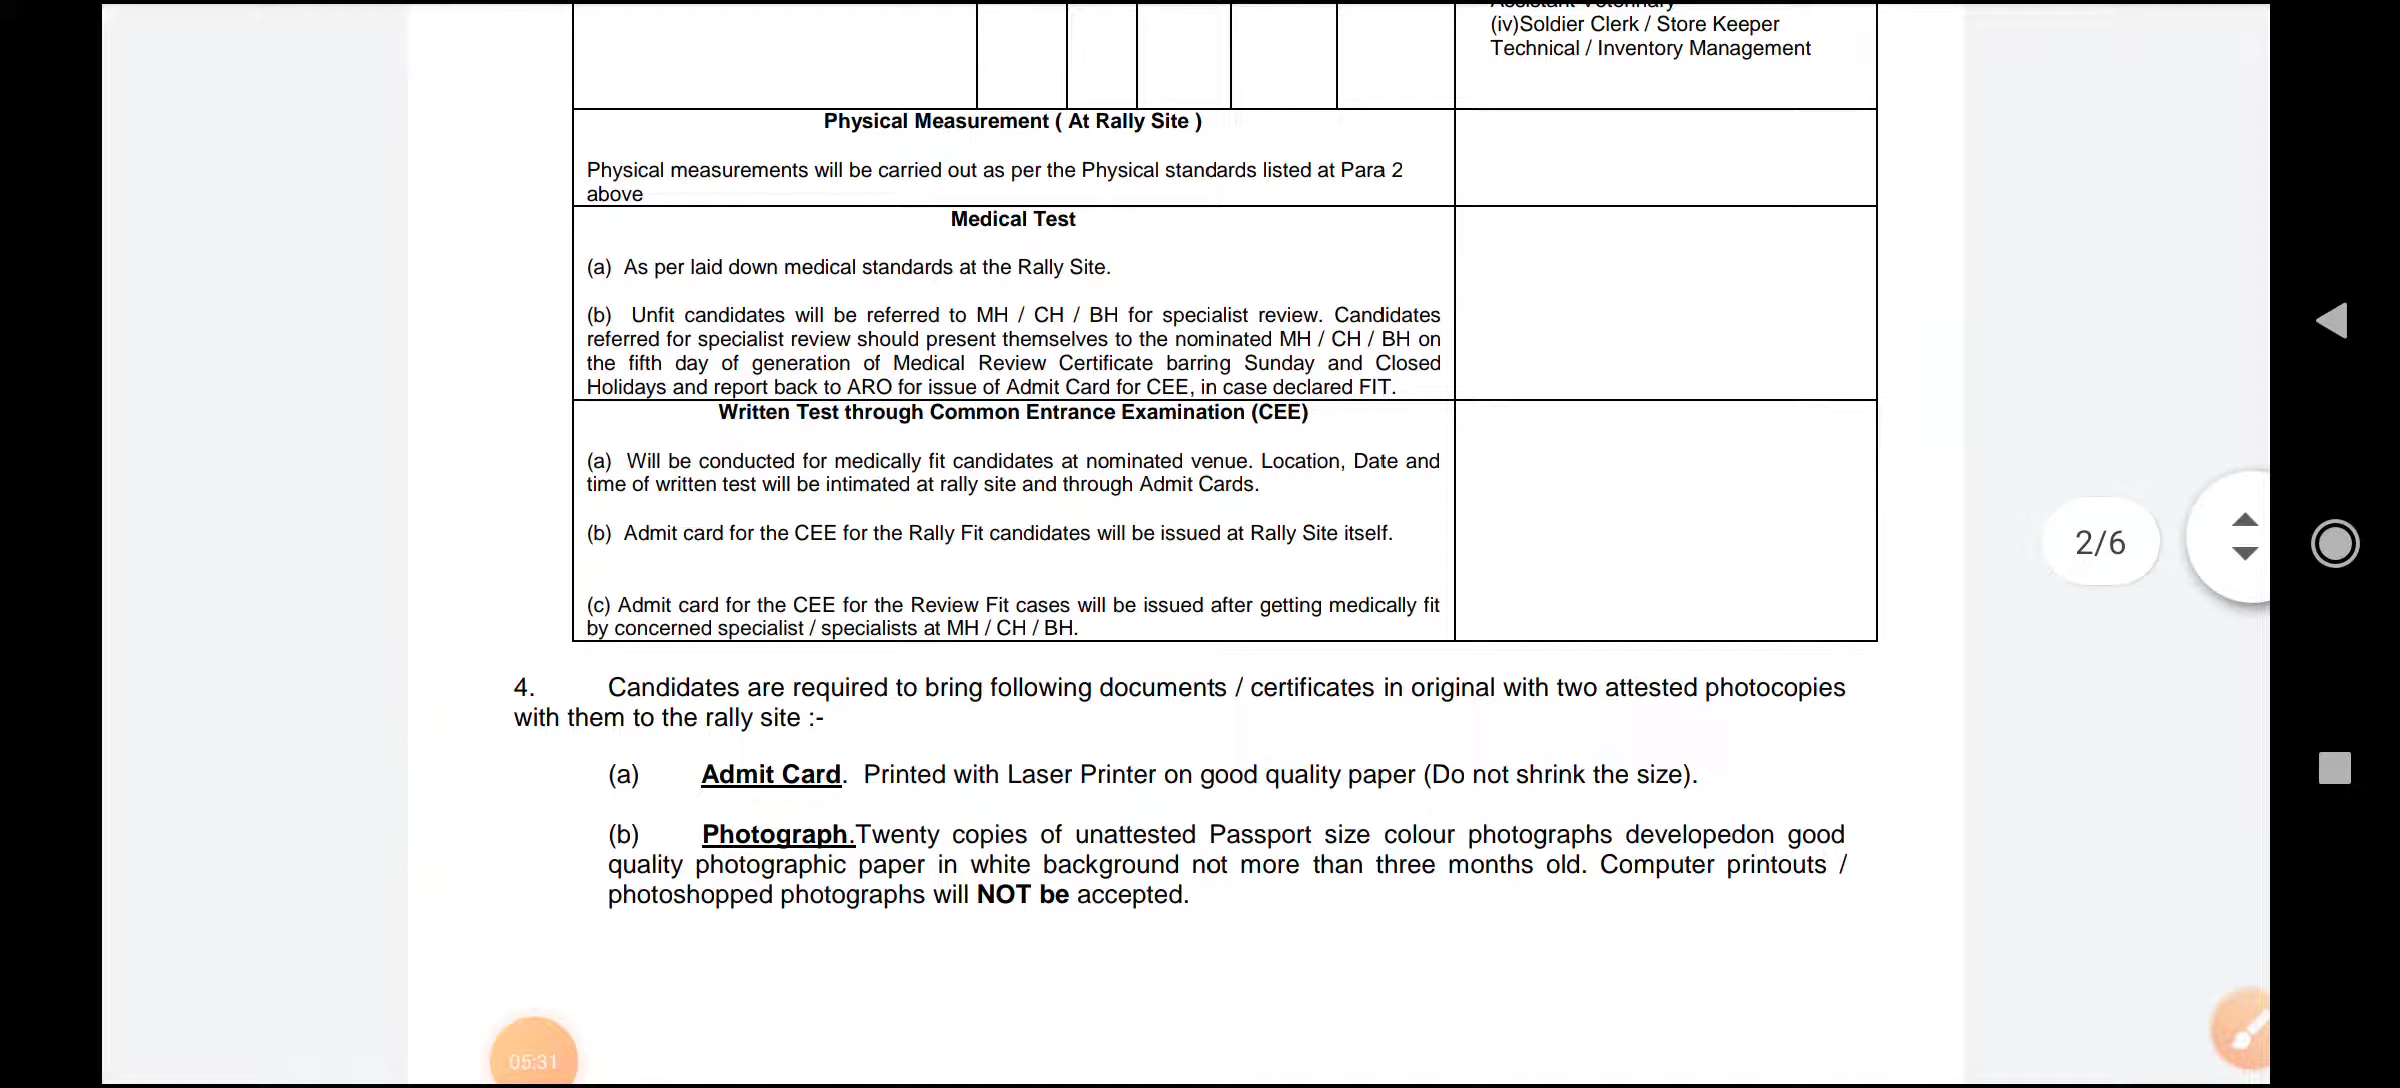 (iv)Soldier Clerk / Store Keeper
Technical / Inventory Management
Physical Measurement ( At Rally Site )
Physical measurements will be carried out as per the Physical standards listed at Para 2
above
Medical Test
(a) As per laid down medical standards at the Rally Site.
(b) Unfit candidates will be referred to MH / CH / BH for specialist review. Candidates
referred for specialist review should present themselves to the nominated MH / CH / BH on
the fifth day of generation of Medical Review Certificate barring Sunday and Closed
Holidays and report back to ARO for issue of Admit Card for CEE, in case declared FIT.
Written Test through Common Entrance Examination (CEE)
(a) Will be conducted for medically fit candidates at nominated venue. Location, Date and
time of written test will be intimated at rally site and through Admit Cards.
(b) Admit card for the CEE for the Rally Fit candidates will be issued at Rally Site itself.
(c) Admit card for the CEE for the Review Fit cases will be issued after getting medically fit
by concerned specialist / specialists at MH / CH / BH.
2/6
4. Candidates are required to bring following documents / certificates in original with two attested photocopies
with them to the rally site :-
(a) Admit Card. Printed with Laser Printer on good quality paper (Do not shrink the size).
(b) Photograph.Twenty copies of unattested Passport size colour photographs developedon good
quality photographic paper in white background not more than three months old. Computer printouts /
photoshopped photographs will NOT be accepted.
05:31